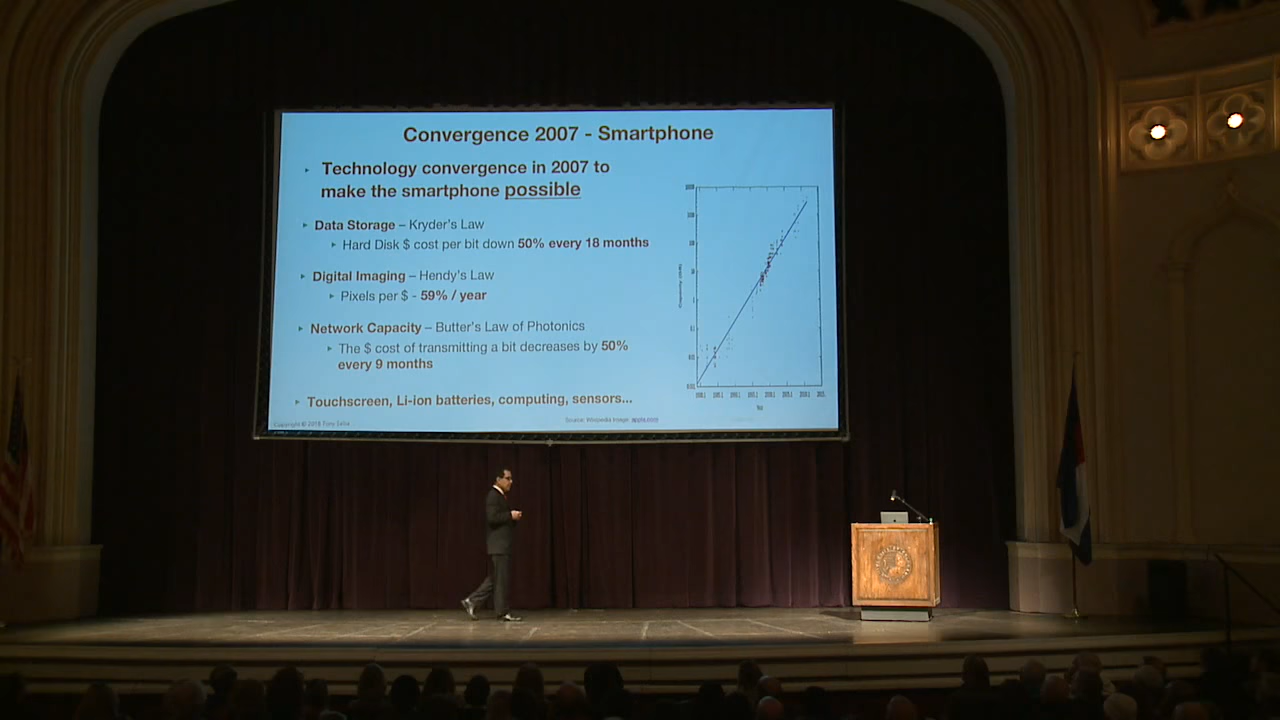 Convergence 2007 - Smartphone
Technology convergence in 2007 to
make the smartphone possible
Data Storage – Kryder's Law
Hard Disk $ cost per bit down 50% every 18 months
Digital Imaging – Hendy's Law
Pixels per $ - 59% / year
Network Capacity – Butter's Law of Photonics
The $ cost of transmitting a bit decreases by 50%
every 9 months
Touchscreen, Li-ion batteries, computing, sensors...
Year